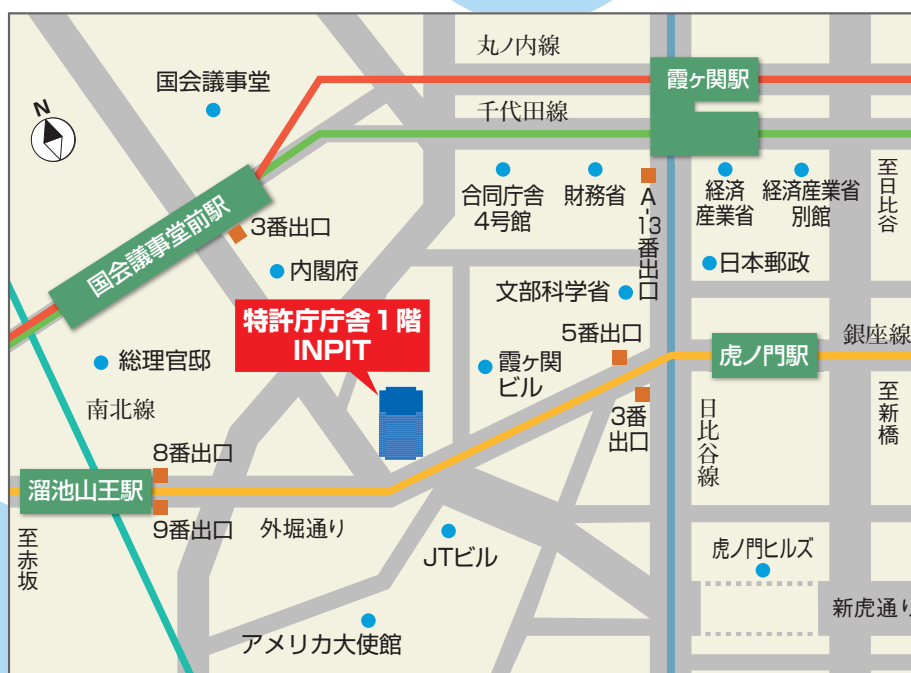 丸ノ内線
霞ヶ関駅
国会議事堂
千代田線
N
合同庁舎
4号館
財務省
A-13番出口
経済
産業省
経済産業省
別館
至日比谷
国会議事堂前駅
3番出口
内閣府
日本郵政
文部科学省
特許庁庁舎1階
INPIT
5番出口
虎ノ門駅
銀座線
総理官邸
霞ヶ関
ビル
南北線
3番
出口
日比谷線
至新橋
8番出口
溜池山王駅
9番出口
外堀通り
至赤坂
JTビル
虎ノ門ヒルズ
新虎通り
アメリカ大使館